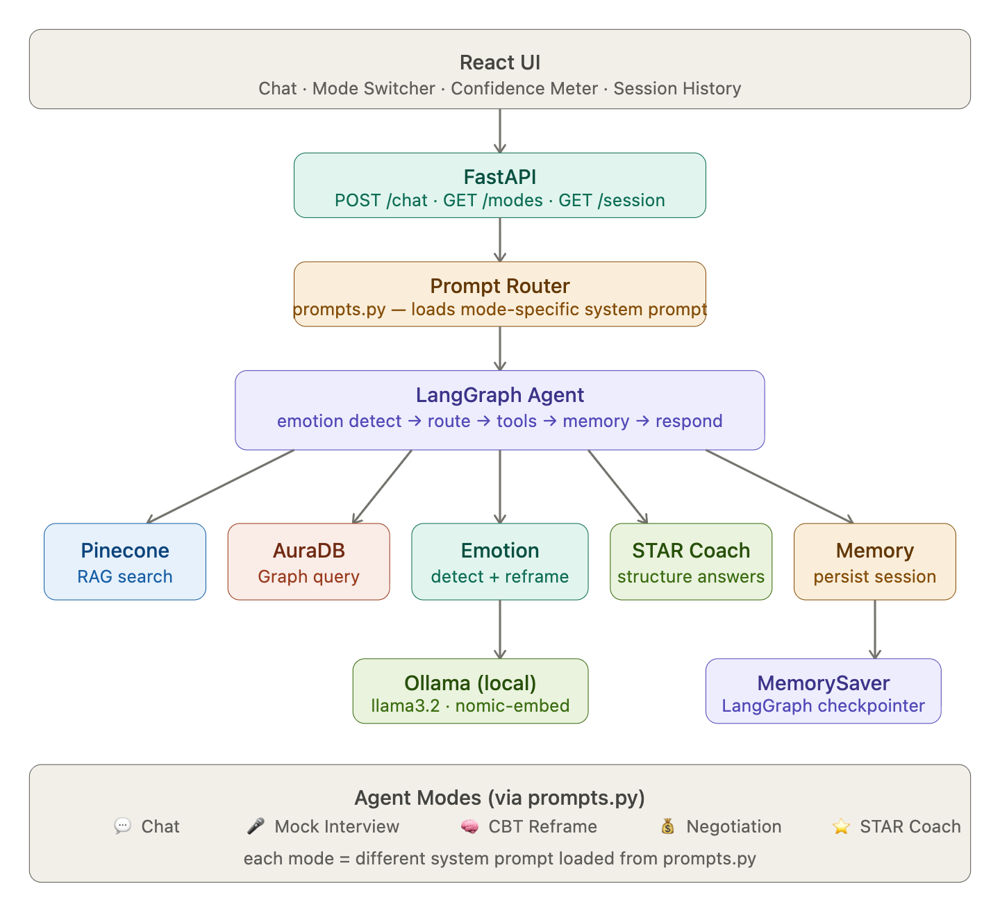 React UI
Chat · Mode Switcher · Confidence Meter · Session History
FastAPI
POST /chat · GET /modes · GET /session
Prompt Router
prompts.py — loads mode-specific system prompt
LangGraph Agent
emotion detect → route → tools → memory → respond
Pinecone
RAG search
AuraDB
Graph query
Emotion
detect + reframe
STAR Coach
structure answers
Memory
persist session
Ollama (local)
llama3.2 · nomic-embed
MemorySaver
LangGraph checkpointer
Agent Modes (via prompts.py)
💬 Chat 🎤 Mock Interview 🧠 CBT Reframe 💰 Negotiation ⭐ STAR Coach
each mode = different system prompt loaded from prompts.py